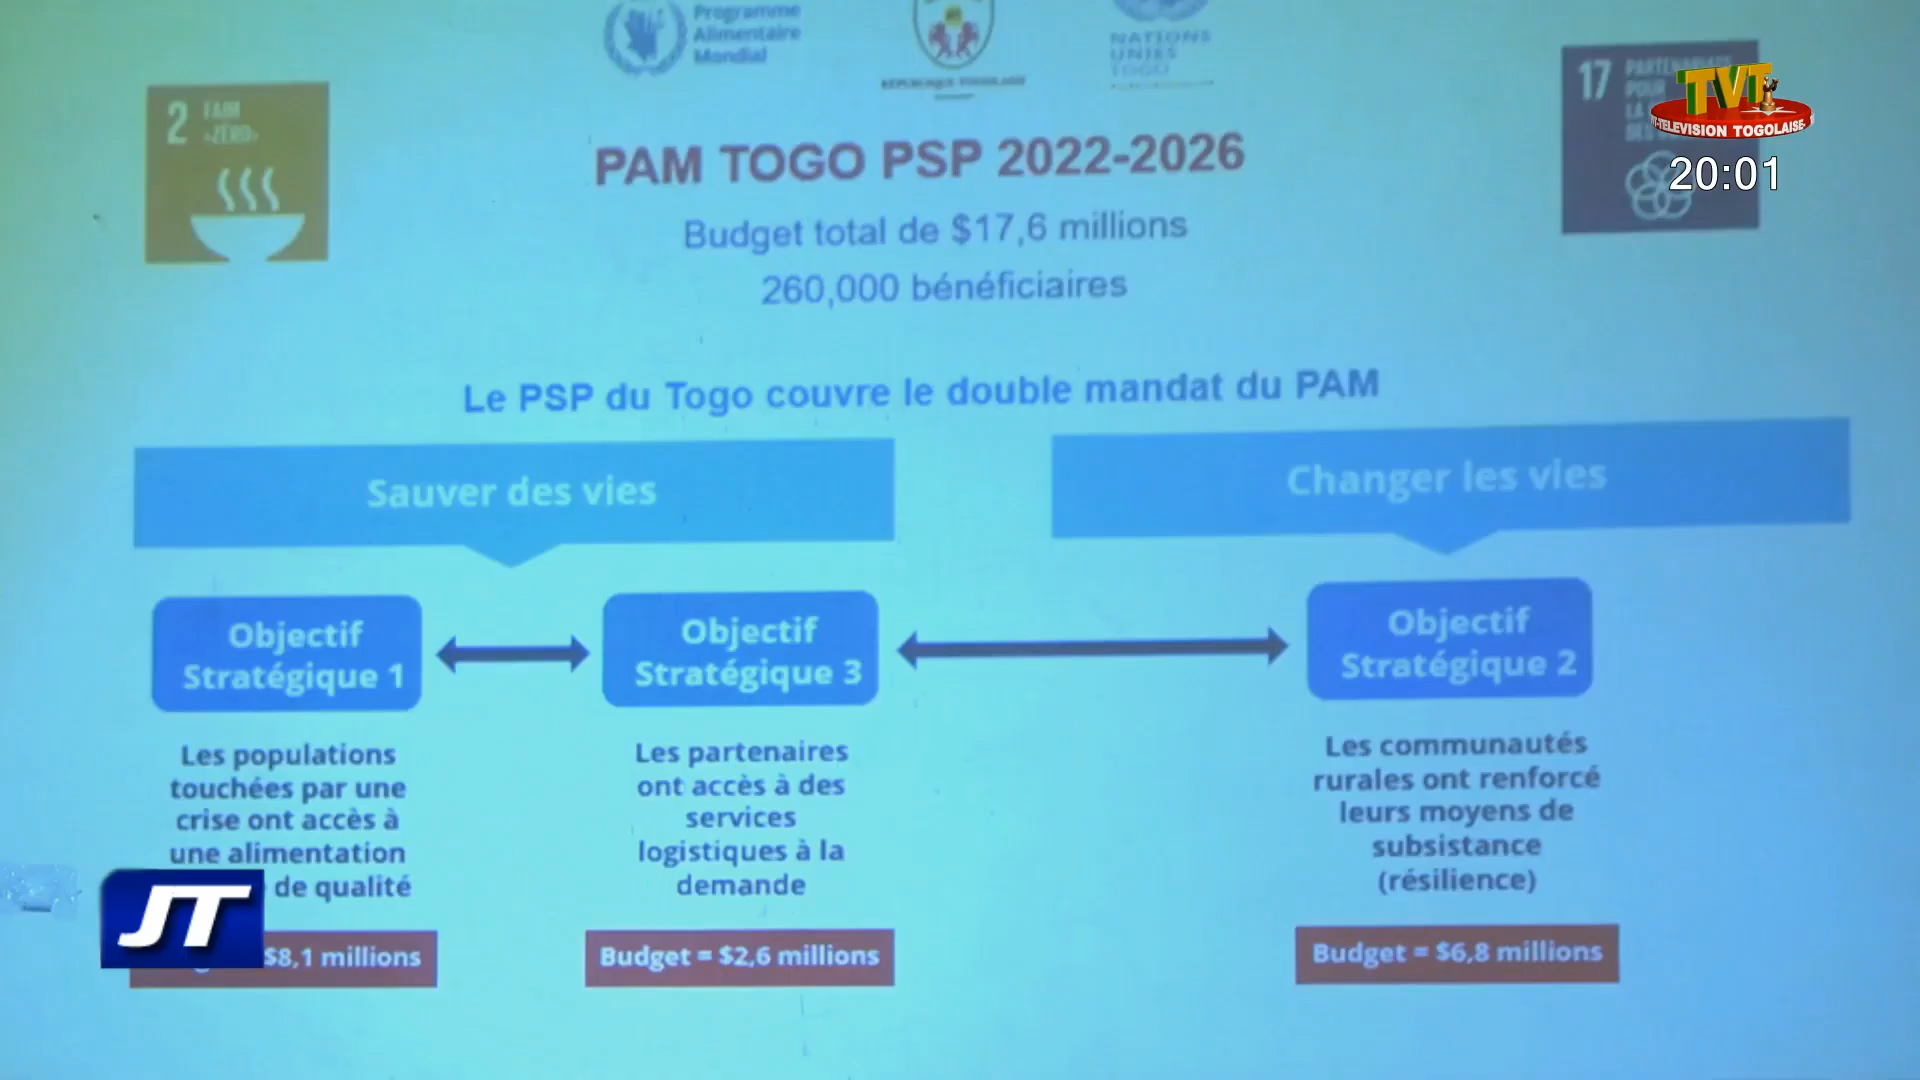 Programme
Alimentaire
Mondial
REPUBLIQUE TOGOLAISE
NATIONS
UNIES
TOGO
2 FAIM
«ZÉRO»
17 PARTENARIATS
POUR
TVT
TELEVISION TOGOLAISE
20:01
PAM TOGO PSP 2022-2026
Budget total de $17,6 millions
260,000 bénéficiaires
Le PSP du Togo couvre le double mandat du PAM
Sauver des vies
Changer les vies
Objectif
Stratégique 1
Objectif
Stratégique 3
Objectif
Stratégique 2
Les populations
touchées par une
crise ont accès à
une alimentation
de qualité
Les partenaires
ont accès à des
services
logistiques à la
demande
Les communautés
rurales ont renforcé
leurs moyens de
subsistance
(résilience)
JT
$8,1 millions
Budget = $2,6 millions
Budget = $6,8 millions